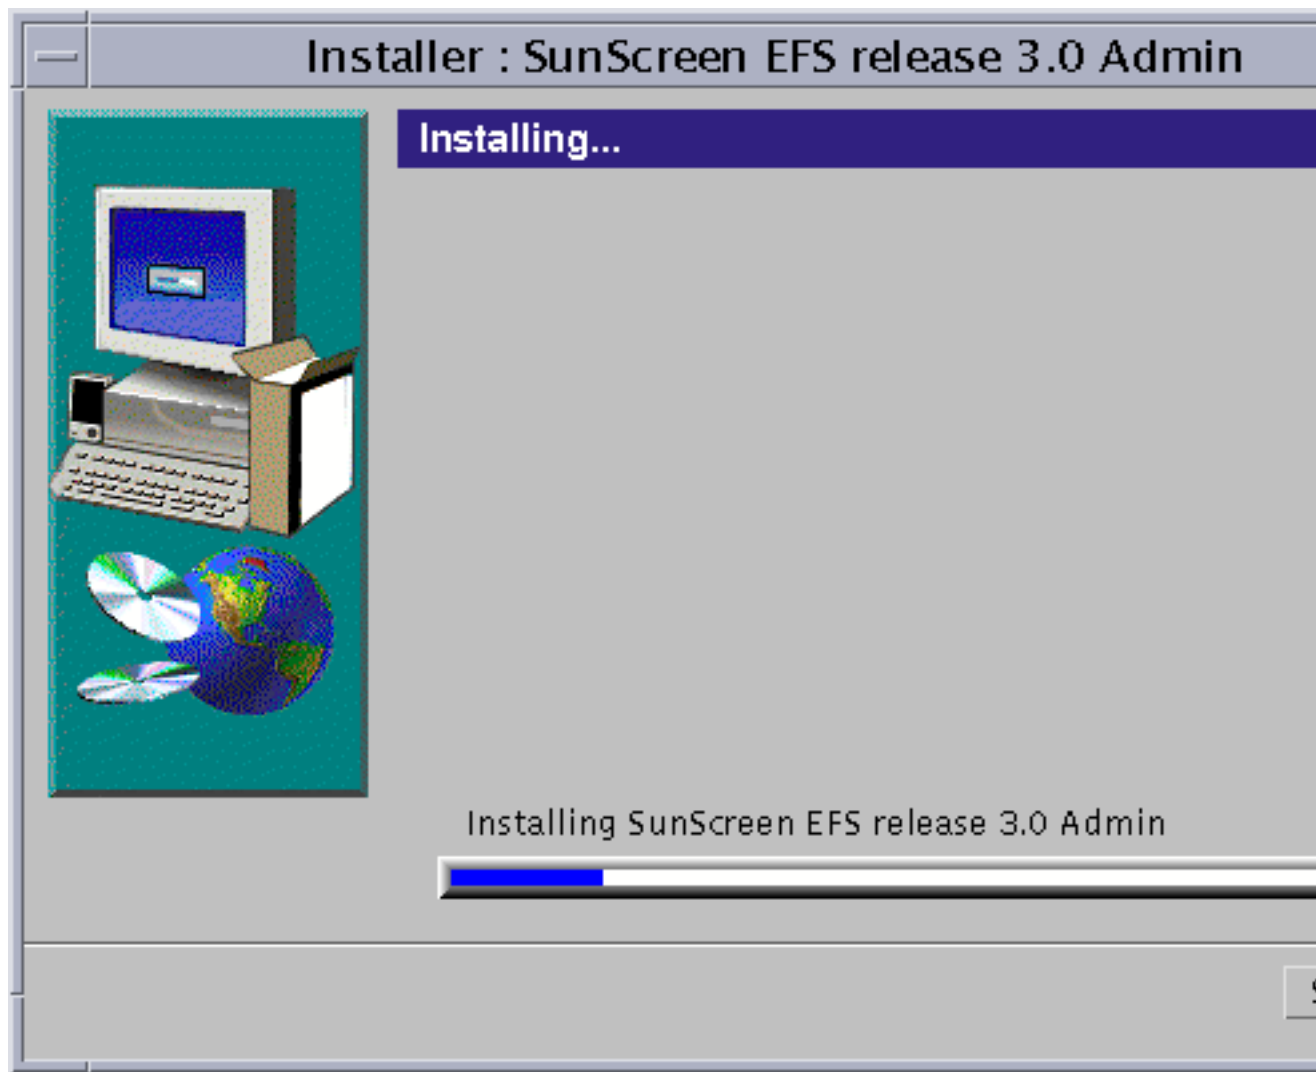 Installer : SunScreen EFS release 3.0 Admin
Installing...
Installing SunScreen EFS release 3.0 Admin